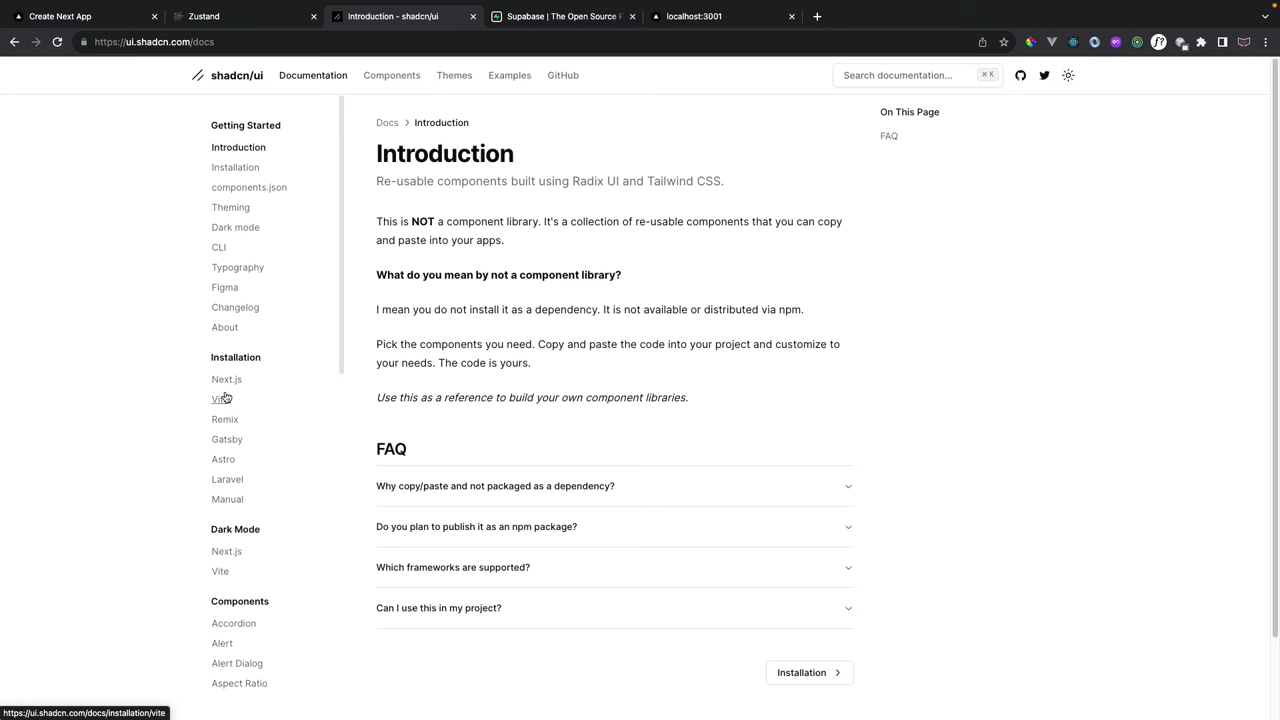 Create Next App
Zustand
Introduction - shadcn/ui
Supabase | The Open Source F
localhost:3001
https://ui.shadcn.com/docs
shadcn/ui
Documentation
Components
Themes
Examples
GitHub
Search documentation...
⌘ K
Getting Started
Introduction
Installation
components.json
Theming
Dark mode
CLI
Typography
Figma
Changelog
About
Installation
Next.js
Vite
Remix
Gatsby
Astro
Laravel
Manual
Dark Mode
Next.js
Vite
Components
Accordion
Alert
Alert Dialog
Aspect Ratio
Docs > Introduction
Introduction
Re-usable components built using Radix UI and Tailwind CSS.
This is NOT a component library. It's a collection of re-usable components that you can copy
and paste into your apps.
What do you mean by not a component library?
I mean you do not install it as a dependency. It is not available or distributed via npm.
Pick the components you need. Copy and paste the code into your project and customize to
your needs. The code is yours.
Use this as a reference to build your own component libraries.
FAQ
Why copy/paste and not packaged as a dependency?
Do you plan to publish it as an npm package?
Which frameworks are supported?
Can I use this in my project?
Installation
On This Page
FAQ
https://ui.shadcn.com/docs/installation/vite